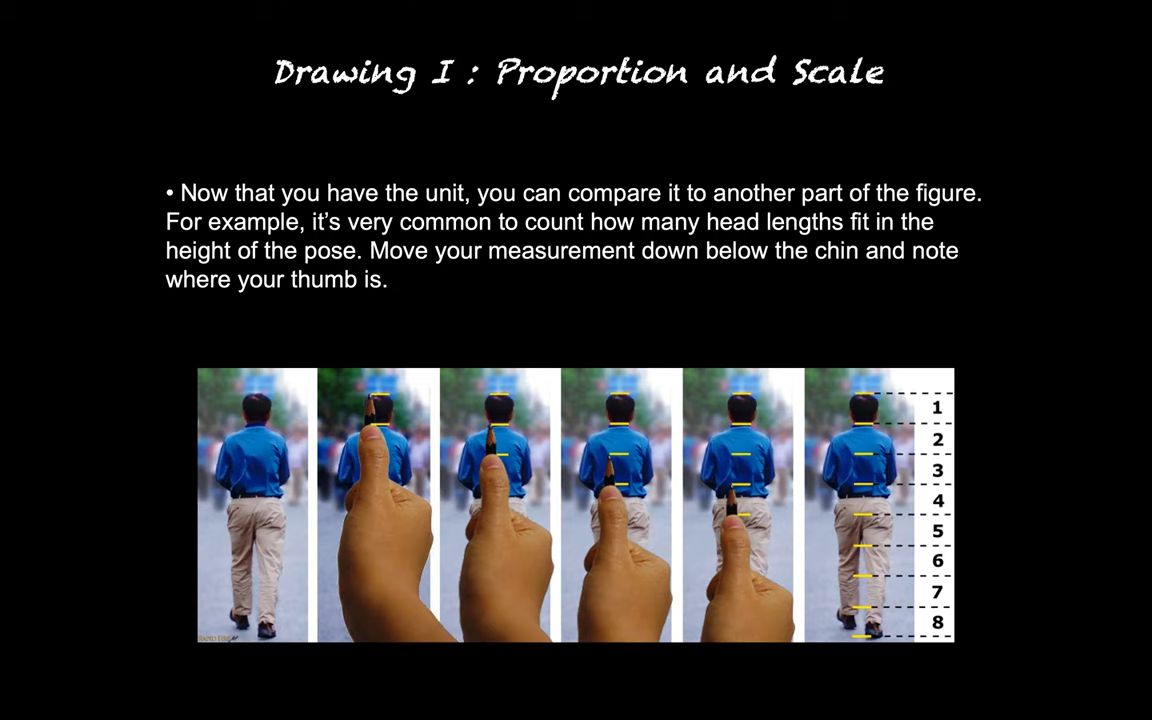 Drawing I : Proportion and Scale
• Now that you have the unit, you can compare it to another part of the figure.
For example, it’s very common to count how many head lengths fit in the
height of the pose. Move your measurement down below the chin and note
where your thumb is.
1
2
3
4
5
6
7
8